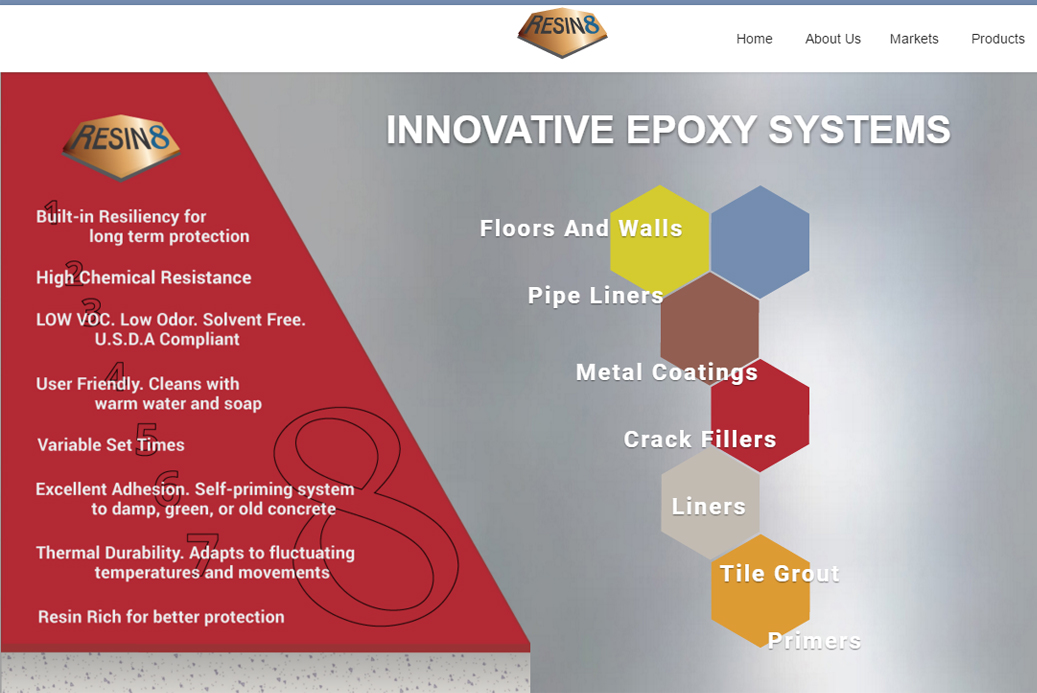 RESIN8
Home About Us Markets Products
RESIN8
INNOVATIVE EPOXY SYSTEMS
1
Built-in Resiliency for
long term protection
2
High Chemical Resistance
3
LOW VOC. Low Odor. Solvent Free.
U.S.D.A Compliant
4
User Friendly. Cleans with
warm water and soap
5
Variable Set Times
6
Excellent Adhesion. Self-priming system
to damp, green, or old concrete
7
Thermal Durability. Adapts to fluctuating
temperatures and movements
8
Resin Rich for better protection
Floors And Walls
Pipe Liners
Metal Coatings
Crack Fillers
Liners
Tile Grout
Primers